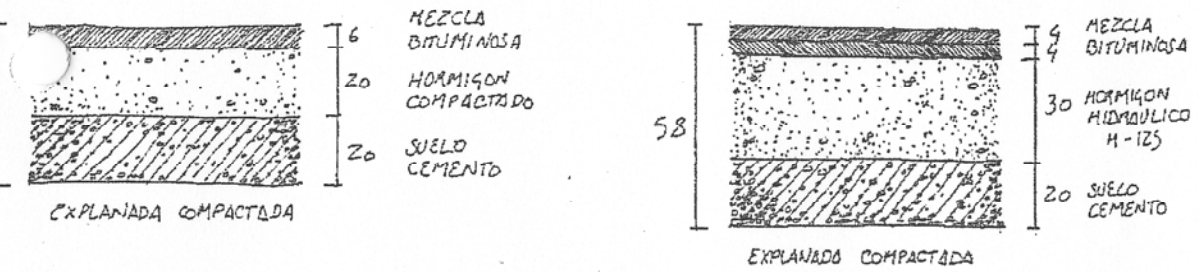 6
MEZCLA
BITUMINOSA
20
HORMIGON
COMPACTADO
20
SUELO
CEMENTO
EXPLANADA COMPACTADA
58
4
4
MEZCLA
BITUMINOSA
30
HORMIGON
HIDRAULICO
H-125
20
SUELO
CEMENTO
EXPLANADA COMPACTADA